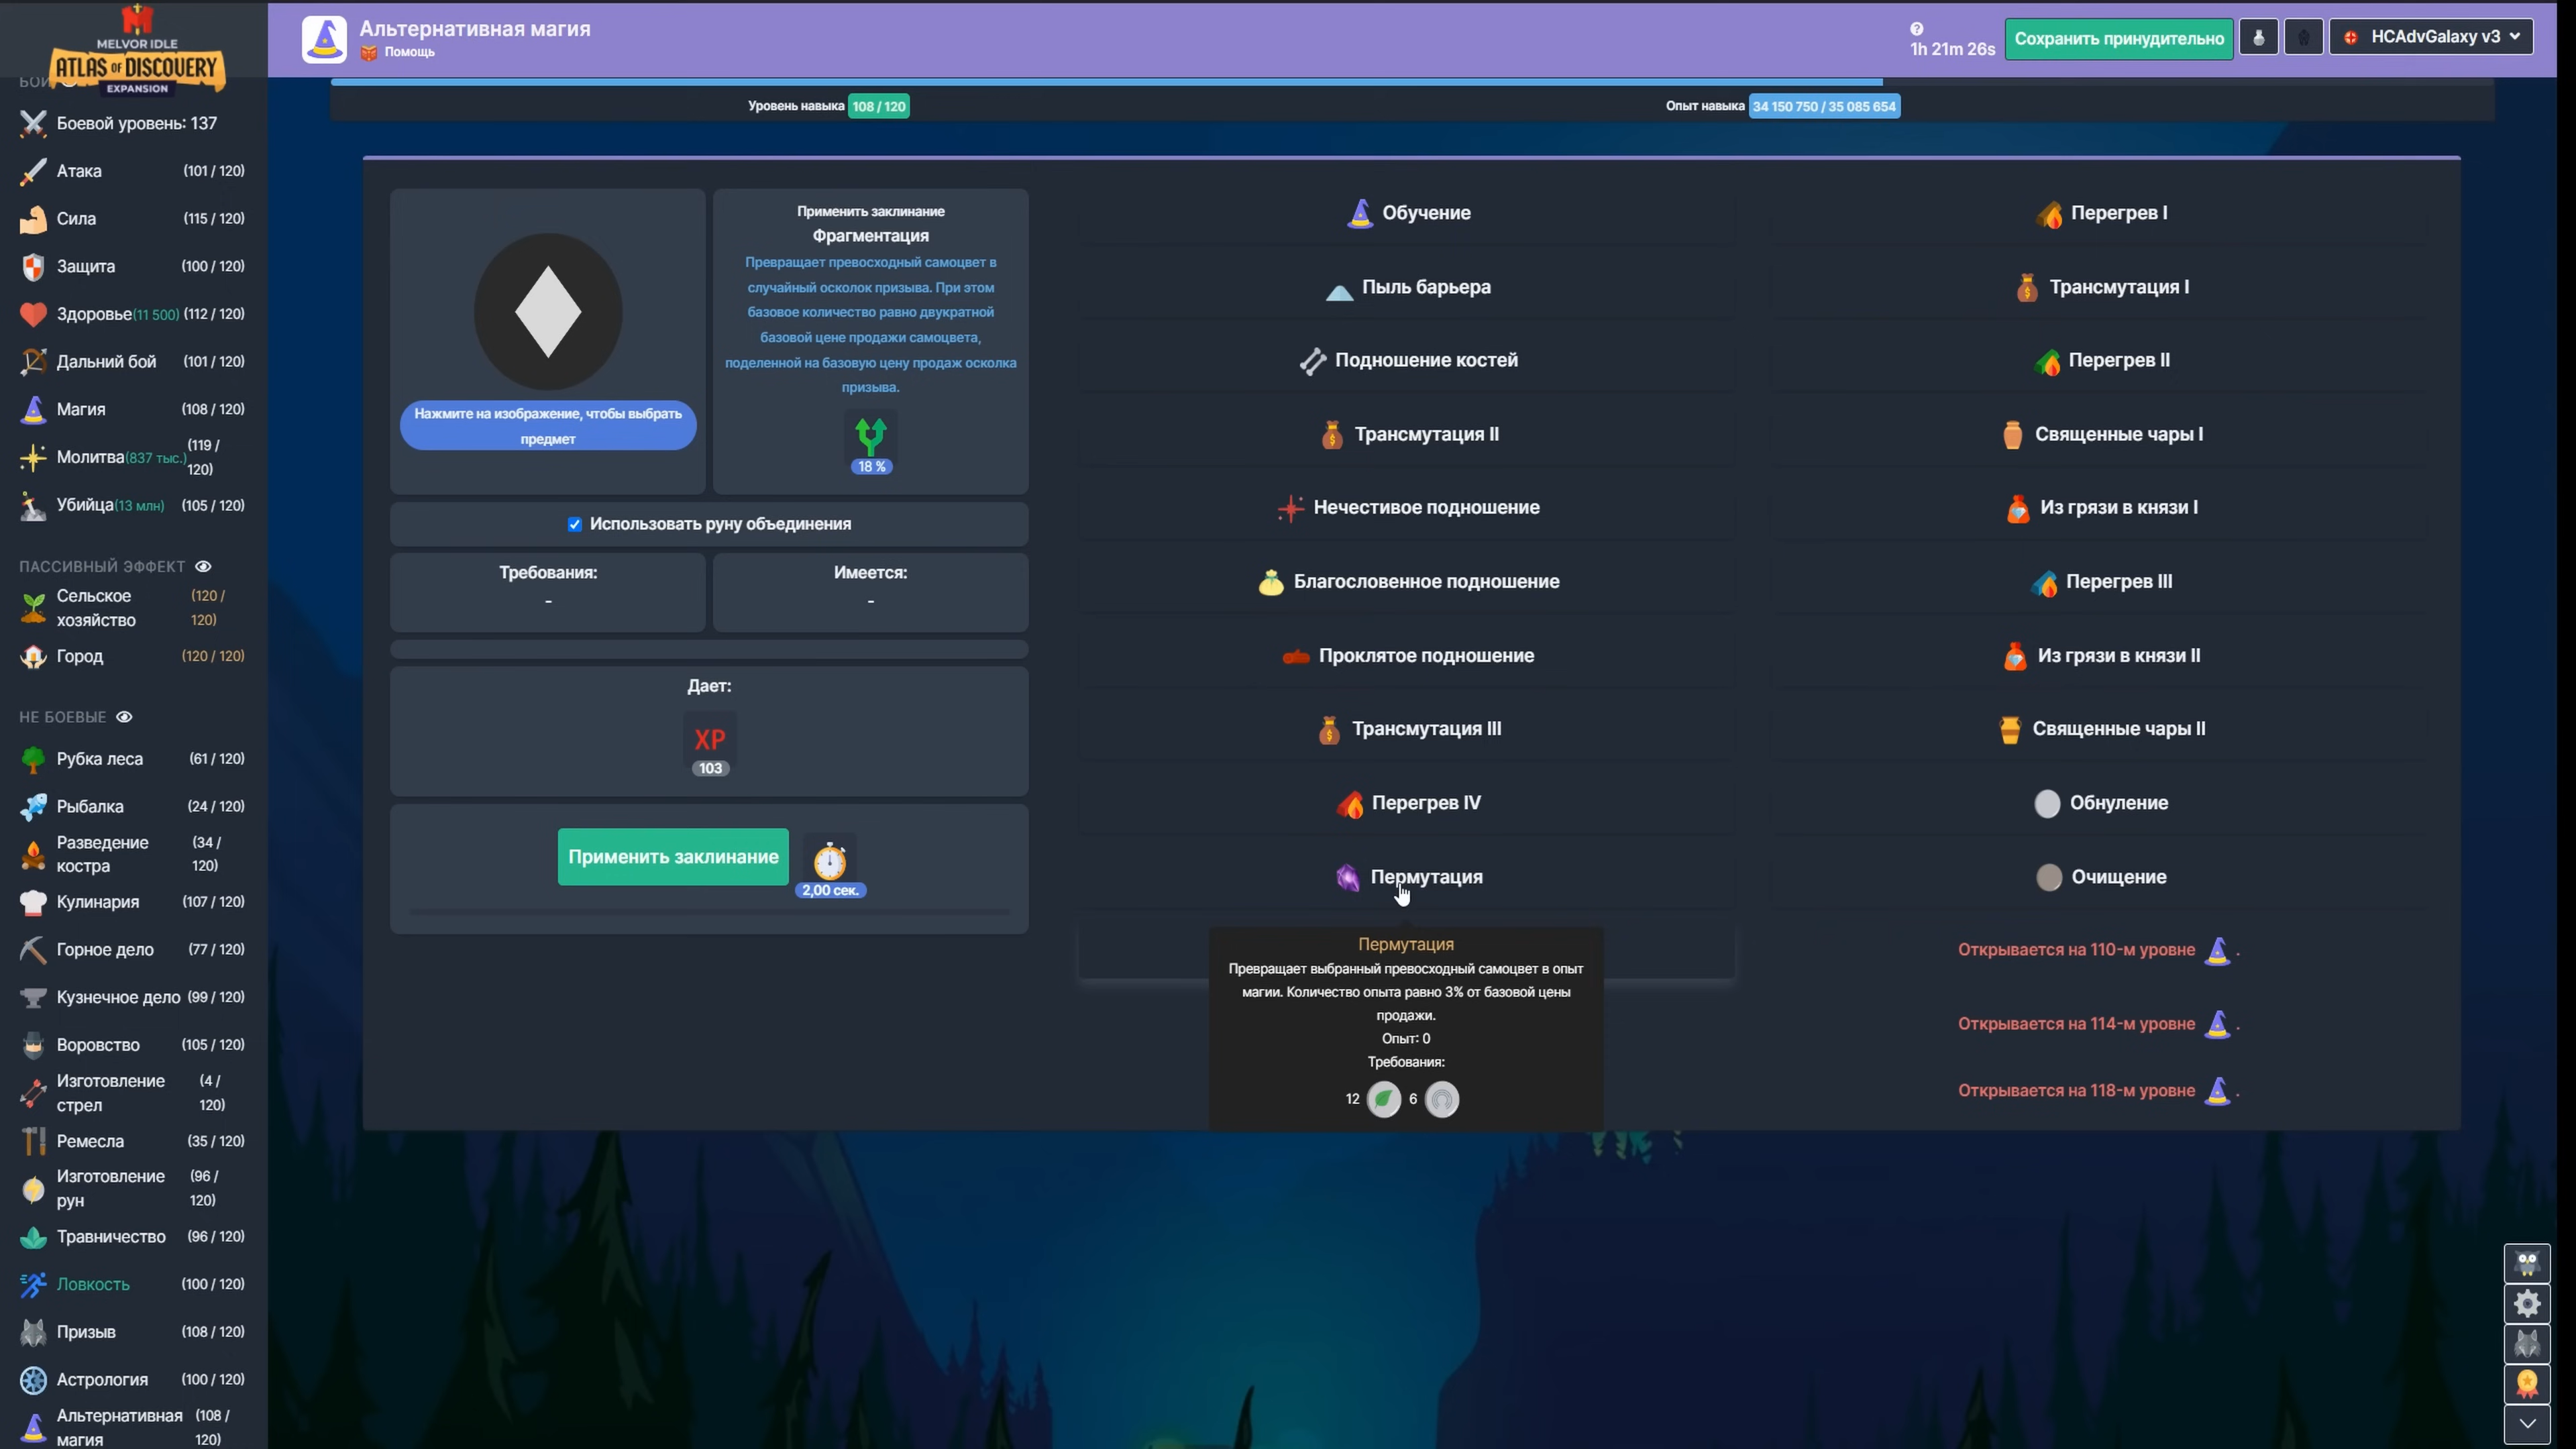 MELVOR IDLE
ATLAS OF DISCOVERY
EXPANSION
Альтернативная магия
Помощь
1h 21m 26s
Сохранить принудительно
HCAdvGalaxy v3
Уровень навыка 108 / 120
Опыт навыка 34 150 750 / 35 085 654
Боевой уровень: 137
Атака (101 / 120)
Сила (115 / 120)
Защита (100 / 120)
Здоровье(11 500) (112 / 120)
Дальний бой (101 / 120)
Магия (108 / 120)
Молитва(837 тыс.) (119 / 120)
Убийца(13 млн) (105 / 120)
ПАССИВНЫЙ ЭФФЕКТ
Сельское хозяйство (120 / 120)
Город (120 / 120)
НЕ БОЕВЫЕ
Рубка леса (61 / 120)
Рыбалка (24 / 120)
Разведение костра (34 / 120)
Кулинария (107 / 120)
Горное дело (77 / 120)
Кузнечное дело (99 / 120)
Воровство (105 / 120)
Изготовление стрел (4 / 120)
Ремесла (35 / 120)
Изготовление рун (96 / 120)
Травничество (96 / 120)
Ловкость (100 / 120)
Призыв (108 / 120)
Астрология (100 / 120)
Альтернативная магия (108 / 120)
Нажмите на изображение, чтобы выбрать
предмет
Применить заклинание
Фрагментация
Превращает превосходный самоцвет в
случайный осколок призыва. При этом
базовое количество равно двукратной
базовой цене продажи самоцвета,
поделенной на базовую цену продаж осколка
призыва.
18 %
Использовать руну объединения
Требования:
-
Имеется:
-
Дает:
XP
103
Применить заклинание
2,00 сек.
Обучение
Перегрев I
Пыль барьера
Трансмутация I
Подношение костей
Перегрев II
Трансмутация II
Священные чары I
Нечестивое подношение
Из грязи в князи I
Благословенное подношение
Перегрев III
Проклятое подношение
Из грязи в князи II
Трансмутация III
Священные чары II
Перегрев IV
Обнуление
Пермутация
Очищение
Открывается на 110-м уровне .
Открывается на 114-м уровне .
Открывается на 118-м уровне .
Пермутация
Превращает выбранный превосходный самоцвет в опыт
магии. Количество опыта равно 3% от базовой цены
продажи.
Опыт: 0
Требования:
12 6